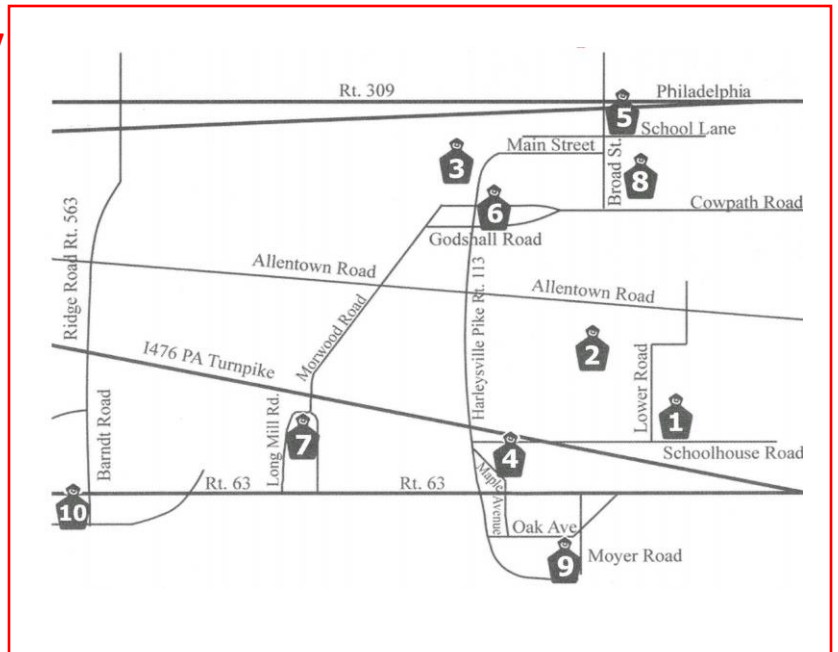 Rt. 309
Philadelphia
5
School Lane
Main Street
3
Broad St.
8
Ridge Road Rt. 563
6
Cowpath Road
Godshall Road
Allentown Road
Harleysville Pike Rt. 113
Allentown Road
Morwood Road
2
I476 PA Turnpike
Lower Road
1
Barndt Road
Long Mill Rd.
7
4
Schoolhouse Road
Maple Avenue
Rt. 63
Rt. 63
10
Oak Ave
9
Moyer Road